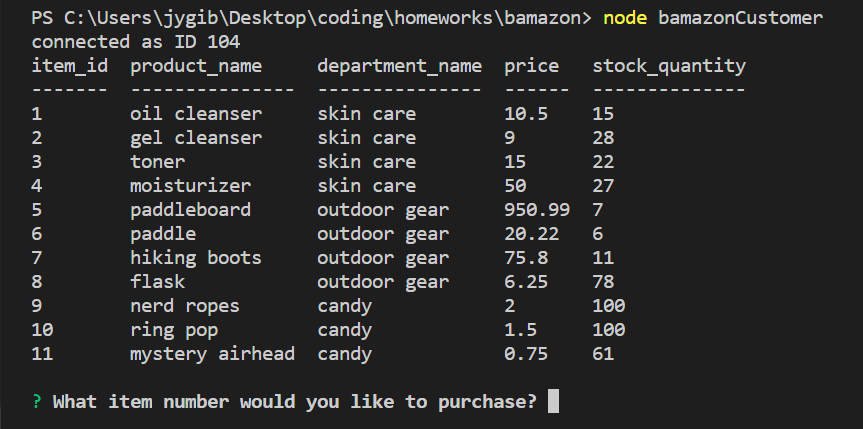 PS C:\Users\jygib\Desktop\coding\homeworks\bamazon> node bamazonCustomer
connected as ID 104
item_id  product_name     department_name  price   stock_quantity
-------  ---------------  ---------------  ------  --------------
1        oil cleanser     skin care        10.5    15
2        gel cleanser     skin care        9       28
3        toner            skin care        15      22
4        moisturizer      skin care        50      27
5        paddleboard      outdoor gear     950.99  7
6        paddle           outdoor gear     20.22   6
7        hiking boots     outdoor gear     75.8    11
8        flask            outdoor gear     6.25    78
9        nerd ropes       candy            2       100
10       ring pop         candy            1.5     100
11       mystery airhead  candy            0.75    61
? What item number would you like to purchase?